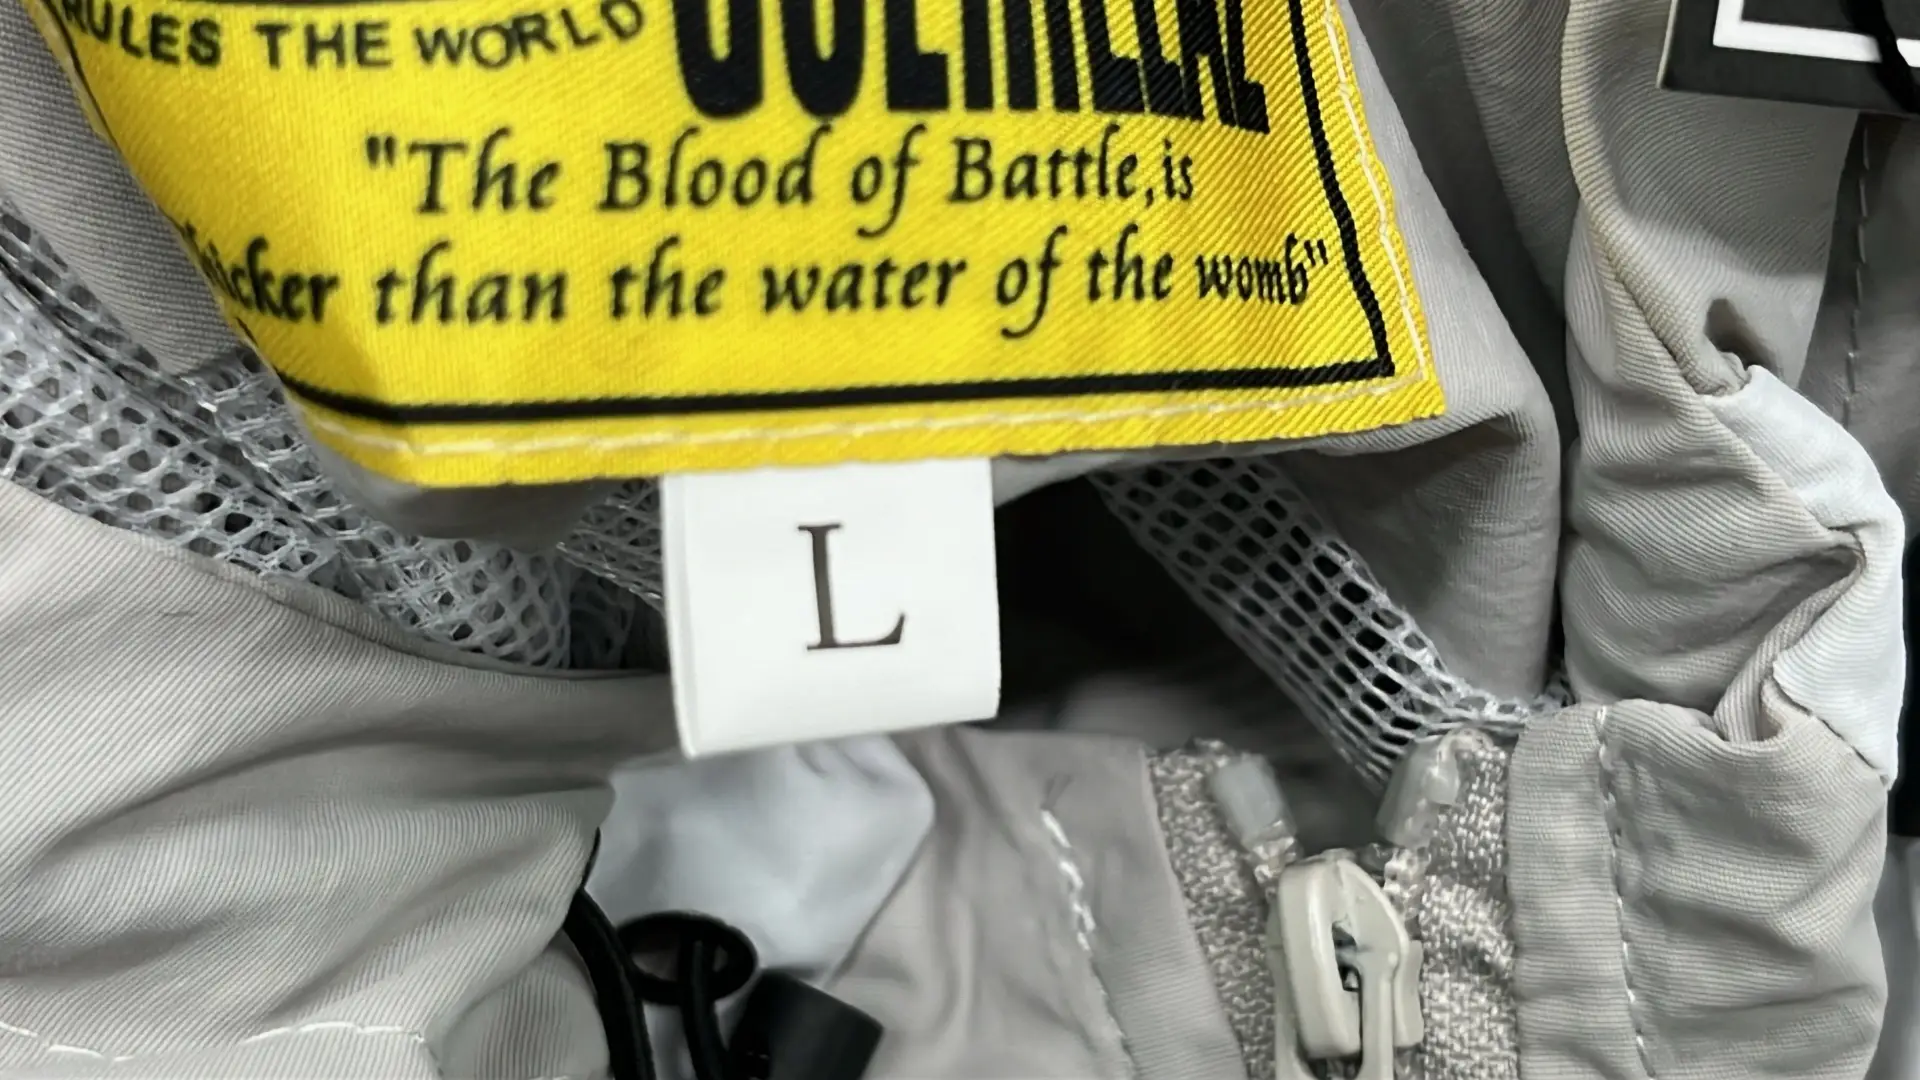 RULES THE WORLD
"The Blood of Battle, is
than the water of the womb"
L